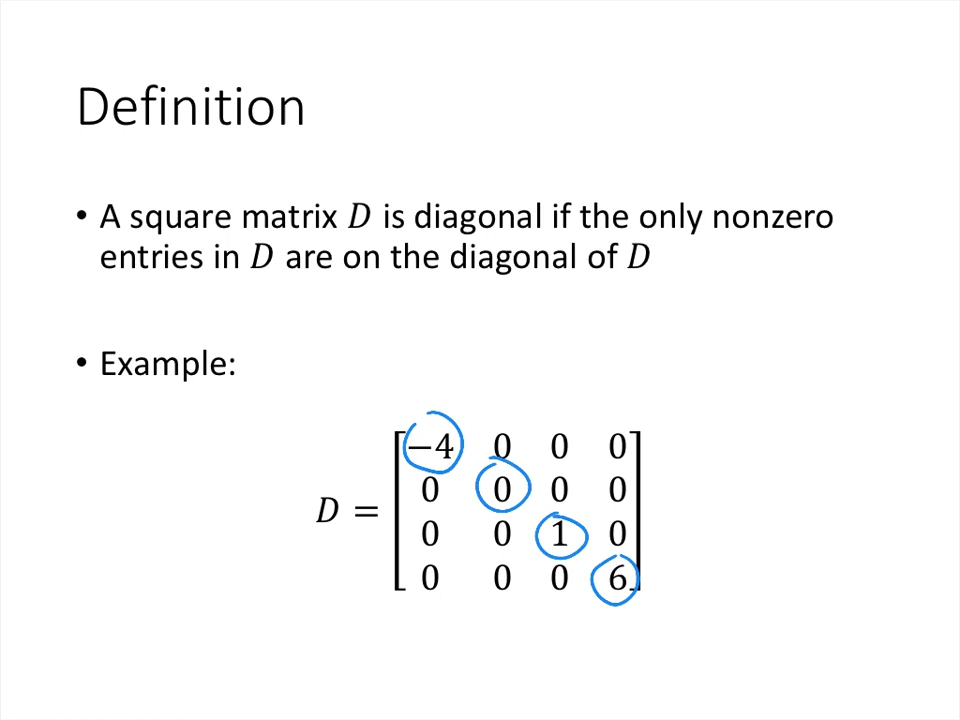 Definition
• A square matrix D is diagonal if the only nonzero
entries in D are on the diagonal of D
• Example:
−4 0 0 0
0 0 0 0
D =
0 0 1 0
0 0 0 6